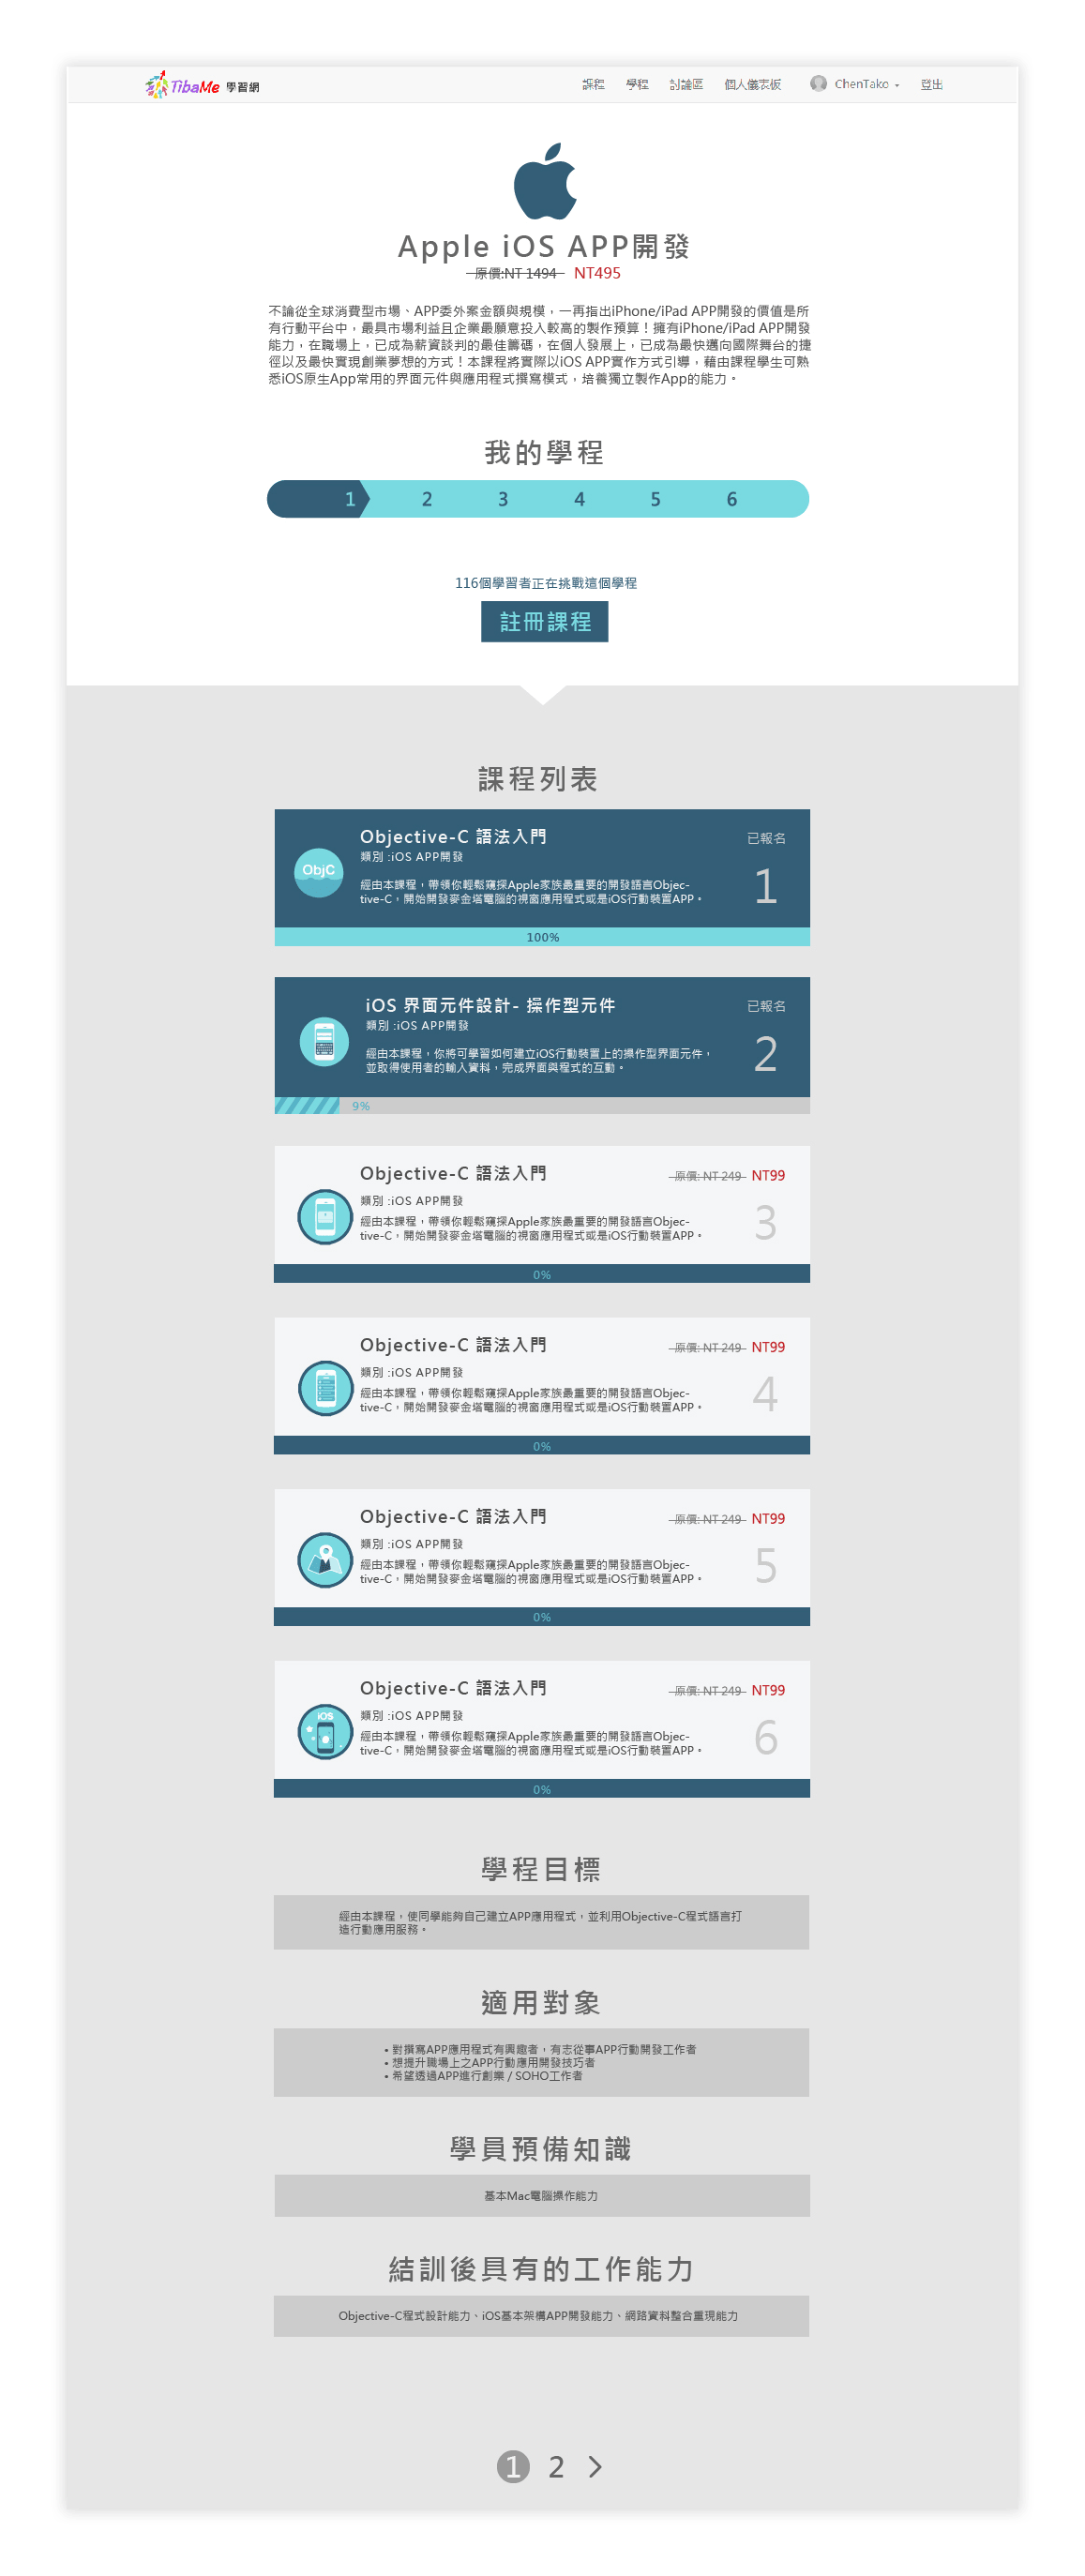 TibaMe 學習網 課程 學程 討論區 個人儀表板 ChenTako 登出
Apple iOS APP開發
原價:NT 1494 NT495
不論從全球消費型市場、APP委外案金額與規模，一再指出iPhone/iPad APP開發的價值是所
有行動平台中，最具市場利益且企業最願意投入較高的製作預算！擁有iPhone/iPad APP開發
能力，在職場上，已成為薪資談判的最佳籌碼，在個人發展上，已成為最快邁向國際舞台的捷
徑以及最快實現創業夢想的方式！本課程將實際以iOS APP實作方式引導，藉由課程學生可熟
悉iOS原生App常用的界面元件與應用程式撰寫模式，培養獨立製作App的能力。
我的學程
1 2 3 4 5 6
116個學習者正在挑戰這個學程
註冊課程
課程列表
Objective-C 語法入門
已報名
類別 :iOS APP開發
ObjC
經由本課程，帶領你輕鬆窺探Apple家族最重要的開發語言Objec-
tive-C，開始開發麥金塔電腦的視窗應用程式或是iOS行動裝置APP。
1
100%
iOS 界面元件設計- 操作型元件
已報名
類別 :iOS APP開發
經由本課程，你將可學習如何建立iOS行動裝置上的操作型界面元件，
並取得使用者的輸入資料，完成界面與程式的互動。
2
9%
Objective-C 語法入門
原價: NT 249 NT99
類別 :iOS APP開發
經由本課程，帶領你輕鬆窺探Apple家族最重要的開發語言Objec-
tive-C，開始開發麥金塔電腦的視窗應用程式或是iOS行動裝置APP。
3
0%
Objective-C 語法入門
原價: NT 249 NT99
類別 :iOS APP開發
經由本課程，帶領你輕鬆窺探Apple家族最重要的開發語言Objec-
tive-C，開始開發麥金塔電腦的視窗應用程式或是iOS行動裝置APP。
4
0%
Objective-C 語法入門
原價: NT 249 NT99
類別 :iOS APP開發
經由本課程，帶領你輕鬆窺探Apple家族最重要的開發語言Objec-
tive-C，開始開發麥金塔電腦的視窗應用程式或是iOS行動裝置APP。
5
0%
Objective-C 語法入門
原價: NT 249 NT99
類別 :iOS APP開發
iOS
經由本課程，帶領你輕鬆窺探Apple家族最重要的開發語言Objec-
tive-C，開始開發麥金塔電腦的視窗應用程式或是iOS行動裝置APP。
6
0%
學程目標
經由本課程，使同學能夠自己建立APP應用程式，並利用Objective-C程式語言打
造行動應用服務。
適用對象
• 對撰寫APP應用程式有興趣者，有志從事APP行動開發工作者
• 想提升職場上之APP行動應用開發技巧者
• 希望透過APP進行創業 / SOHO工作者
學員預備知識
基本Mac電腦操作能力
結訓後具有的工作能力
Objective-C程式設計能力、iOS基本架構APP開發能力、網路資料整合重現能力
1 2 >